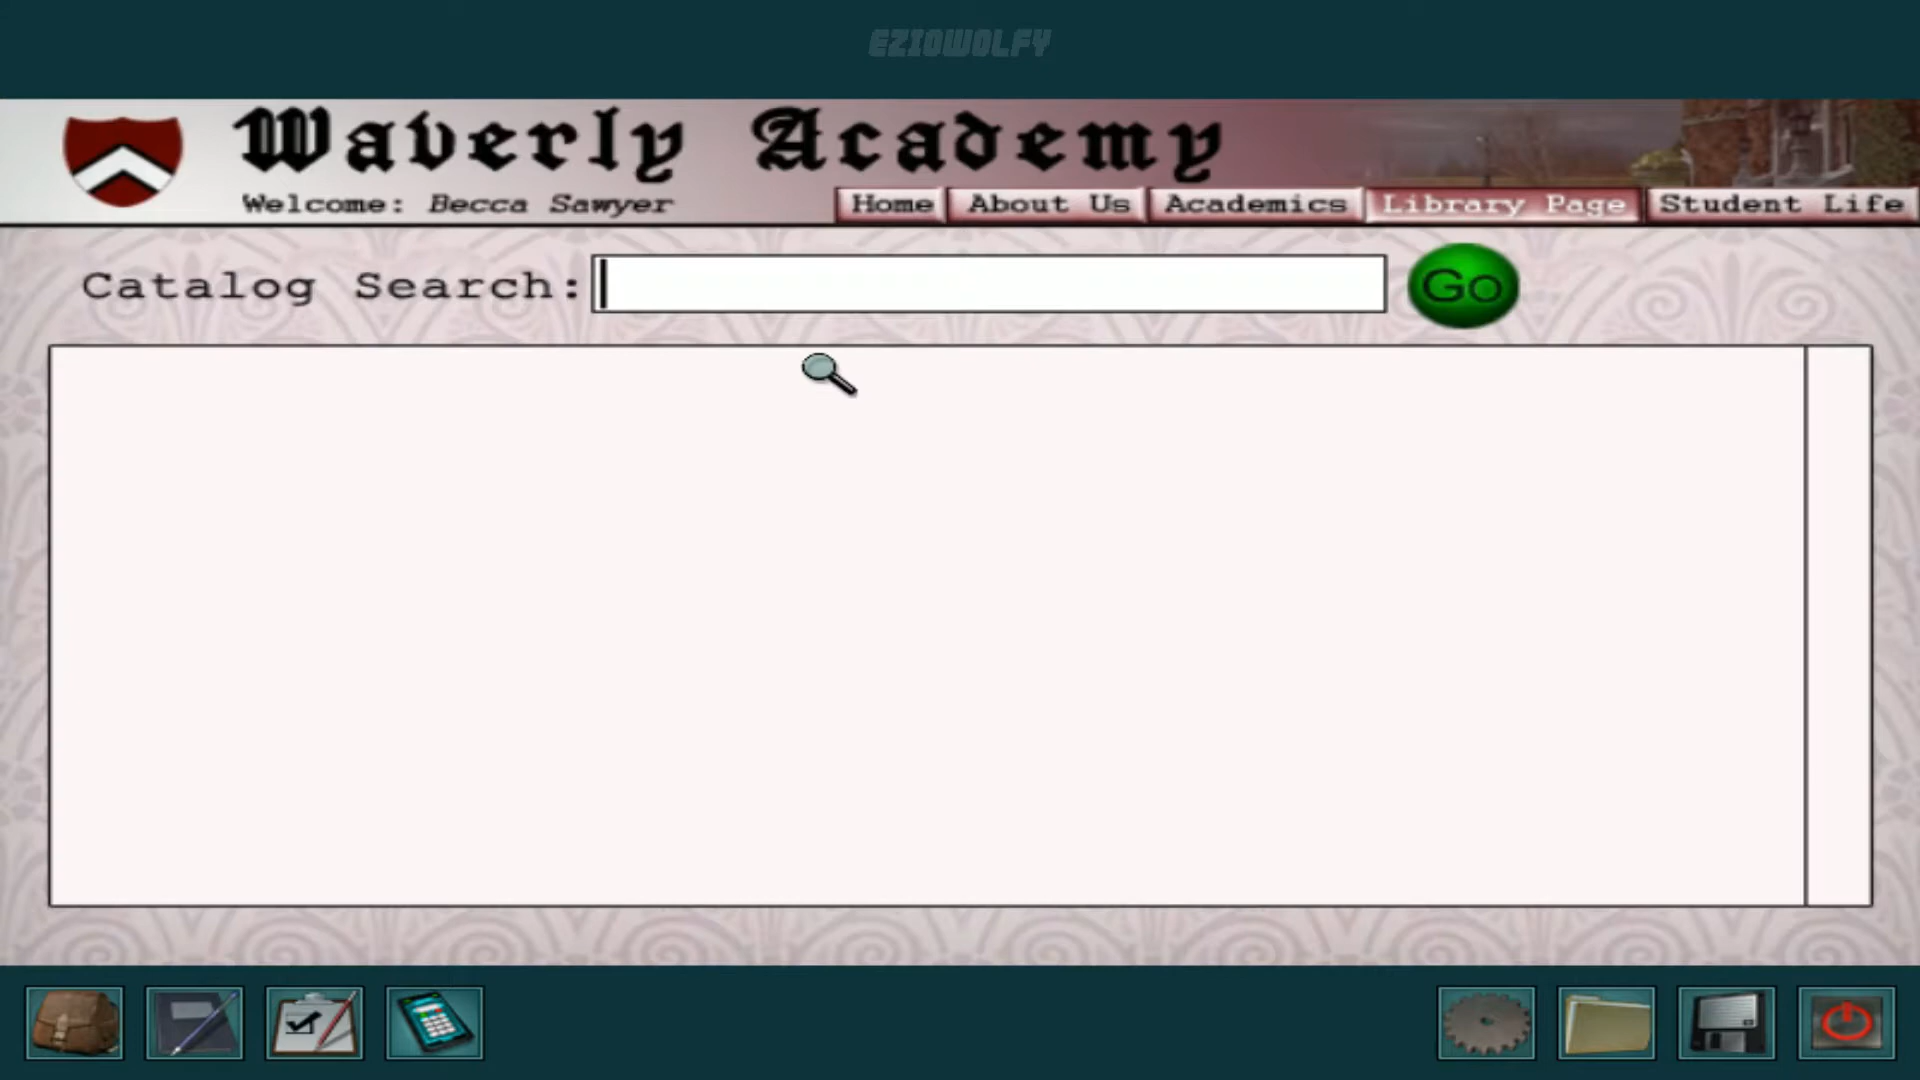 EZIOWOLFY
Waverly Academy
Welcome: Becca Sawyer
Home
About Us
Academics
Library Page
Student Life
Catalog Search:
Go